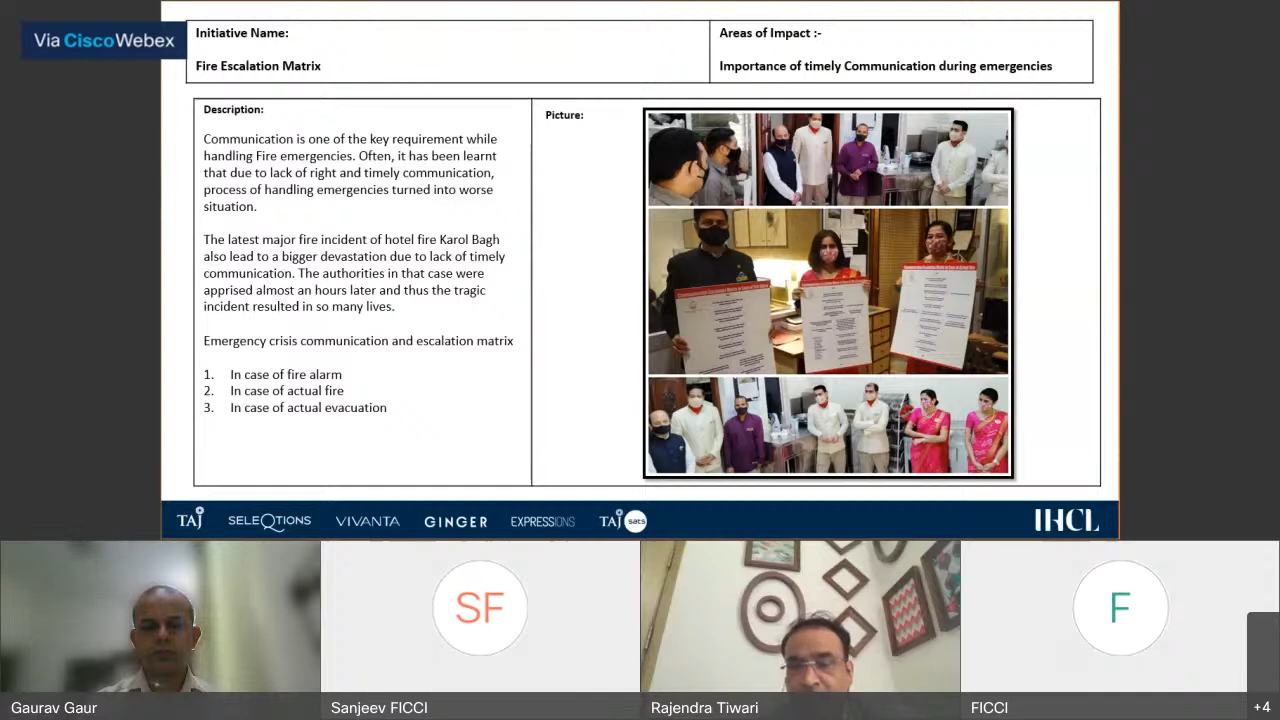 Via CiscoWebex
Initiative Name:
Fire Escalation Matrix
Areas of Impact :-
Importance of timely Communication during emergencies
Description:
Communication is one of the key requirement while
handling Fire emergencies. Often, it has been learnt
that due to lack of right and timely communication,
process of handling emergencies turned into worse
situation.
The latest major fire incident of hotel fire Karol Bagh
also lead to a bigger devastation due to lack of timely
communication. The authorities in that case were
apprised almost an hours later and thus the tragic
incident resulted in so many lives.
Emergency crisis communication and escalation matrix
1. In case of fire alarm
2. In case of actual fire
3. In case of actual evacuation
Picture:
TAJ
SELEQTIONS
VIVANTA
GINGER
EXPRESSIONS
TAJ sats
IHCL
SF
F
Gaurav Gaur
Sanjeev FICCI
Rajendra Tiwari
FICCI
+4